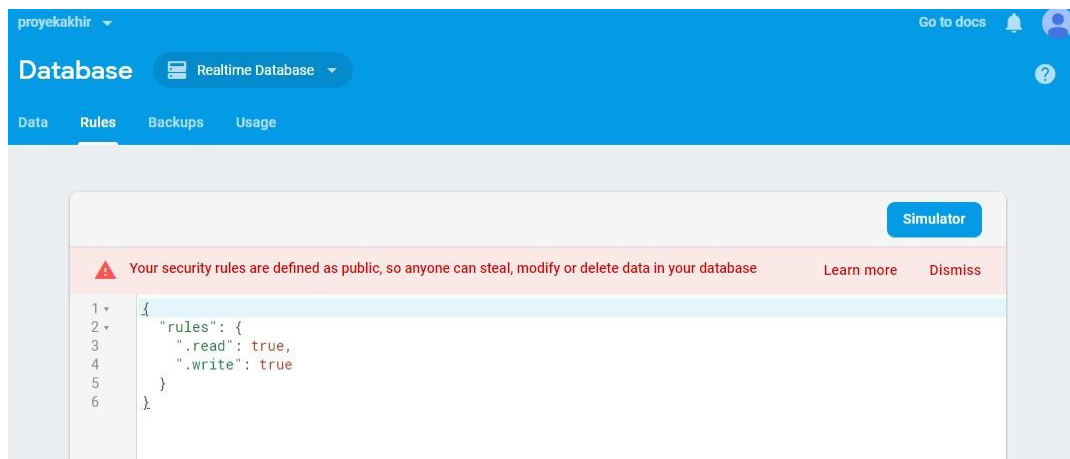 proyekakhir Go to docs
Database Realtime Database ?
Data Rules Backups Usage
Simulator
Your security rules are defined as public, so anyone can steal, modify or delete data in your database Learn more Dismiss
1 {
2 "rules": {
3 ".read": true,
4 ".write": true
5 }
6 }